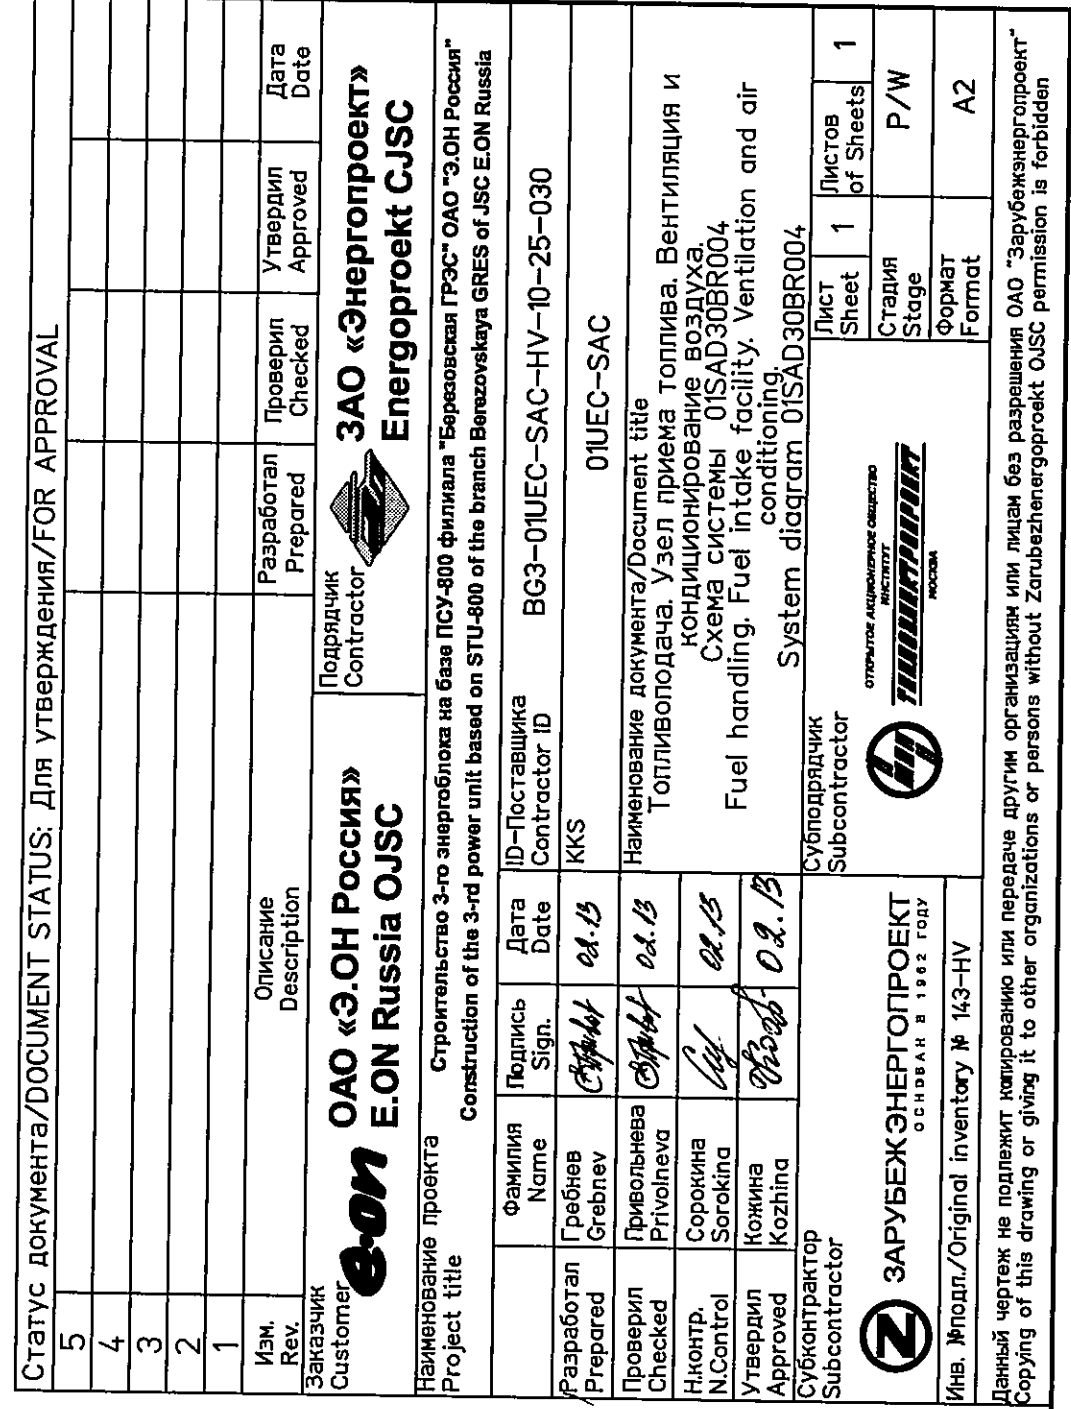 Статус документа/DOCUMENT STATUS: Для утверждения/FOR APPROVAL
5
4
3
2
1
Изм.
Rev.
Описание
Description
Разработал
Prepared
Проверил
Checked
Утвердил
Approved
Дата
Date
Заказчик
Customer
e·on
ОАО «Э.ОН Россия»
E.ON Russia OJSC
Подрядчик
Contractor
ЗАО «Энергопроект»
Energoproekt CJSC
Наименование проекта
Project title
Строительство 3-го энергоблока на базе ПСУ-800 филиала "Березовская ГРЭС" ОАО "Э.ОН Россия"
Construction of the 3-rd power unit based on STU-800 of the branch Berezovskaya GRES of JSC E.ON Russia
Фамилия
Name
Подпись
Sign.
Дата
Date
ID-Поставщика
Contractor ID
BG3-01UEC-SAC-HV-10-25-030
Разработал
Prepared
Гребнев
Grebnev
02.13
KKS
01UEC-SAC
Проверил
Checked
Привольнева
Privolneva
02.13
Н.контр.
N.Control
Сорокина
Sorokina
02.13
Утвердил
Approved
Кожина
Kozhina
02.13
Наименование документа/Document title
Топливоподача. Узел приема топлива. Вентиляция и
кондиционирование воздуха.
Схема системы 01SAD30BR004
Fuel handling. Fuel intake facility. Ventilation and air
conditioning.
System diagram 01SAD30BR004
Субконтрактор
Subcontractor
ЗАРУБЕЖЭНЕРГОПРОЕКТ
ОСНОВАН В 1962 ГОДУ
Субподрядчик
Subcontractor
ОТКРЫТОЕ АКЦИОНЕРНОЕ ОБЩЕСТВО
ИНСТИТУТ
МОСКВА
Лист
Sheet
1
Листов
of Sheets
1
Стадия
Stage
P/W
Формат
Format
A2
Инв. №подл./Original inventory № 143-HV
Данный чертеж не подлежит копированию или передаче другим организациям или лицам без разрешения ОАО "Зарубежэнергопроект"
Copying of this drawing or giving it to other organizations or persons without Zarubezhenergoproekt OJSC permission is forbidden